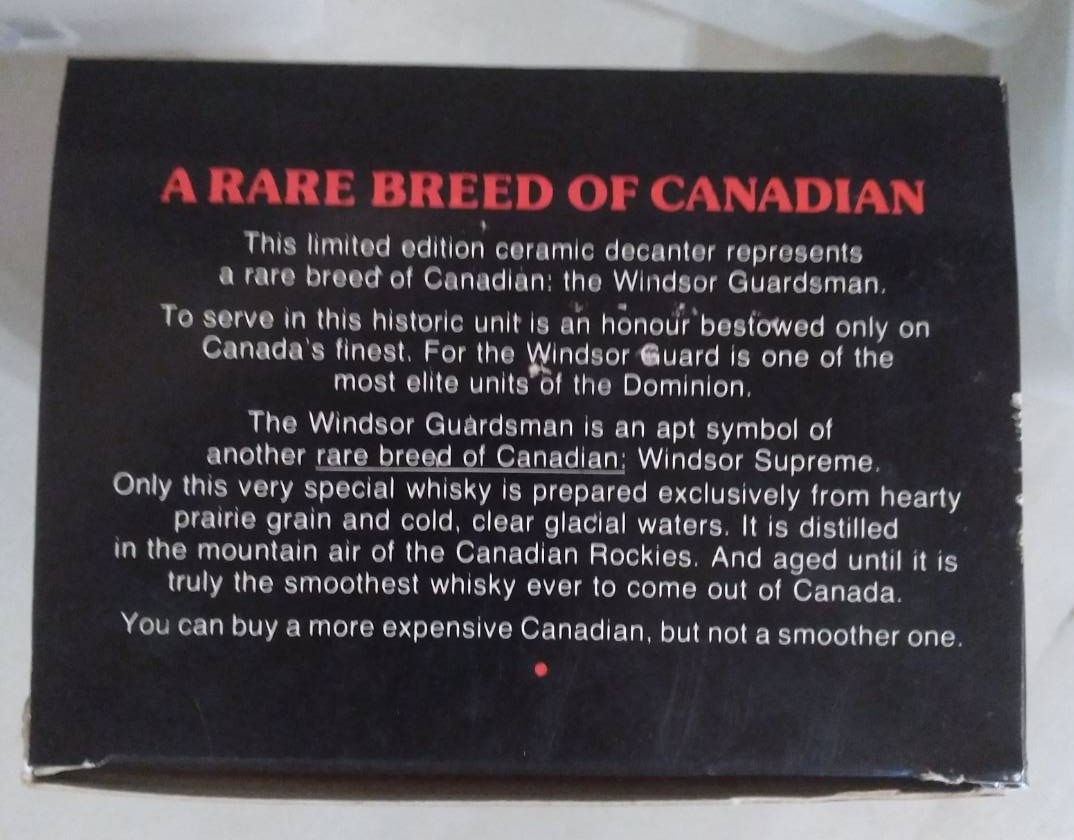 A RARE BREED OF CANADIAN
This limited edition ceramic decanter represents
a rare breed of Canadian: the Windsor Guardsman.
To serve in this historic unit is an honour bestowed only on
Canada's finest. For the Windsor Guard is one of the
most elite units of the Dominion.
The Windsor Guardsman is an apt symbol of
another rare breed of Canadian: Windsor Supreme.
Only this very special whisky is prepared exclusively from hearty
prairie grain and cold, clear glacial waters. It is distilled
in the mountain air of the Canadian Rockies. And aged until it is
truly the smoothest whisky ever to come out of Canada.
You can buy a more expensive Canadian, but not a smoother one.